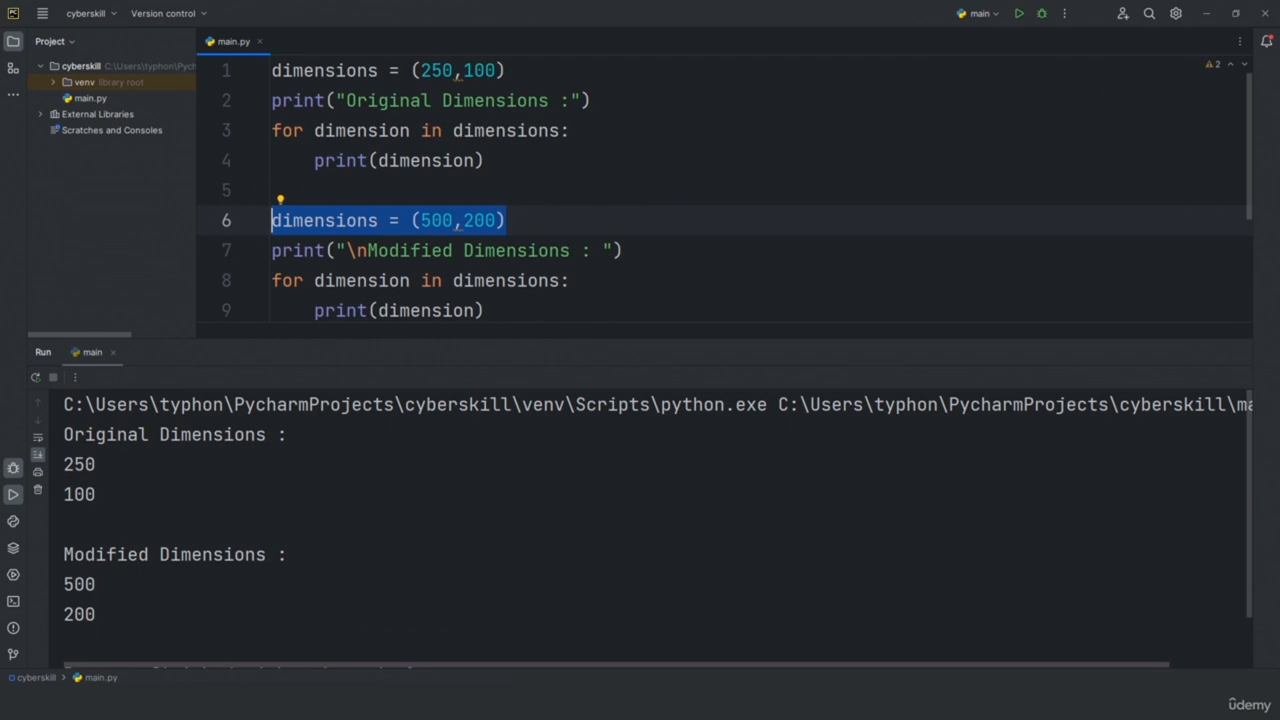 PC cyberskill Version control main
Project
main.py
cyberskill C:\Users\typhon\Pych
venv library root
main.py
External Libraries
Scratches and Consoles
2
1 dimensions = (250,100)
2 print("Original Dimensions :")
3 for dimension in dimensions:
4 print(dimension)
5
6 dimensions = (500,200)
7 print("\nModified Dimensions : ")
8 for dimension in dimensions:
9 print(dimension)
Run main
C:\Users\typhon\PycharmProjects\cyberskill\venv\Scripts\python.exe C:\Users\typhon\PycharmProjects\cyberskill\ma
Original Dimensions :
250
100
Modified Dimensions :
500
200
cyberskill main.py
ûdemy